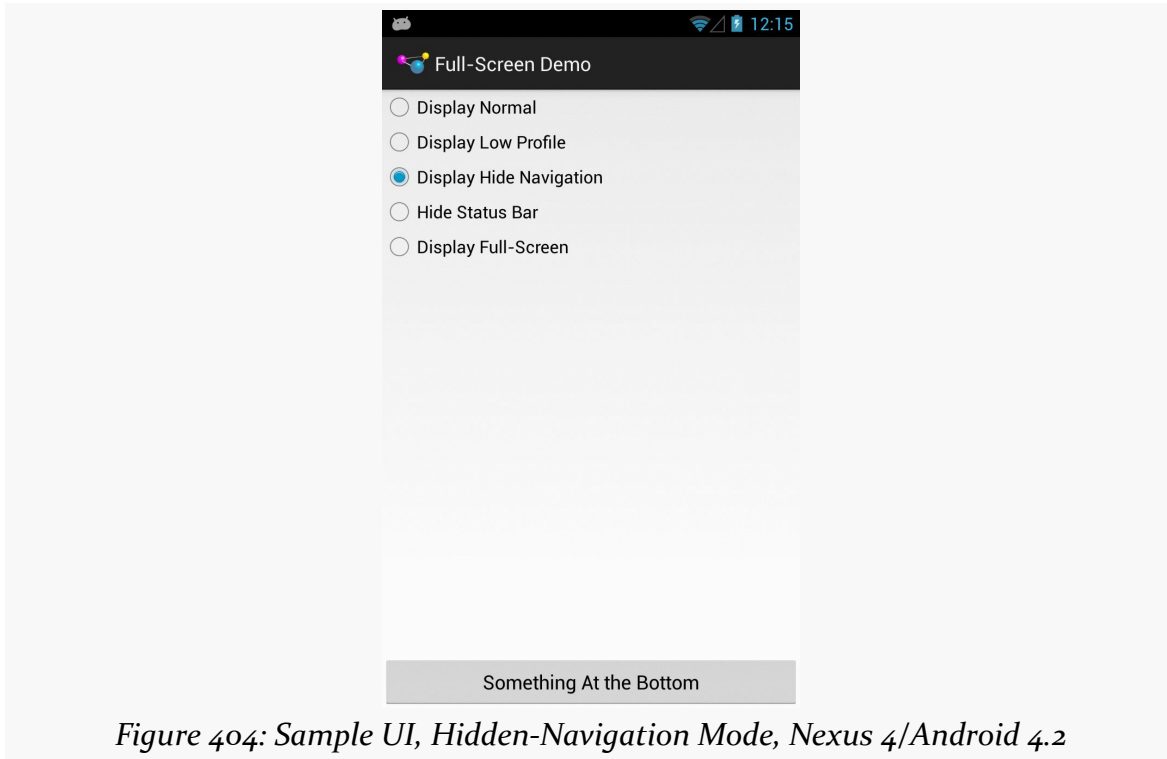 12:15
Full-Screen Demo
Display Normal
Display Low Profile
Display Hide Navigation
Hide Status Bar
Display Full-Screen
Something At the Bottom
Figure 404: Sample UI, Hidden-Navigation Mode, Nexus 4/Android 4.2